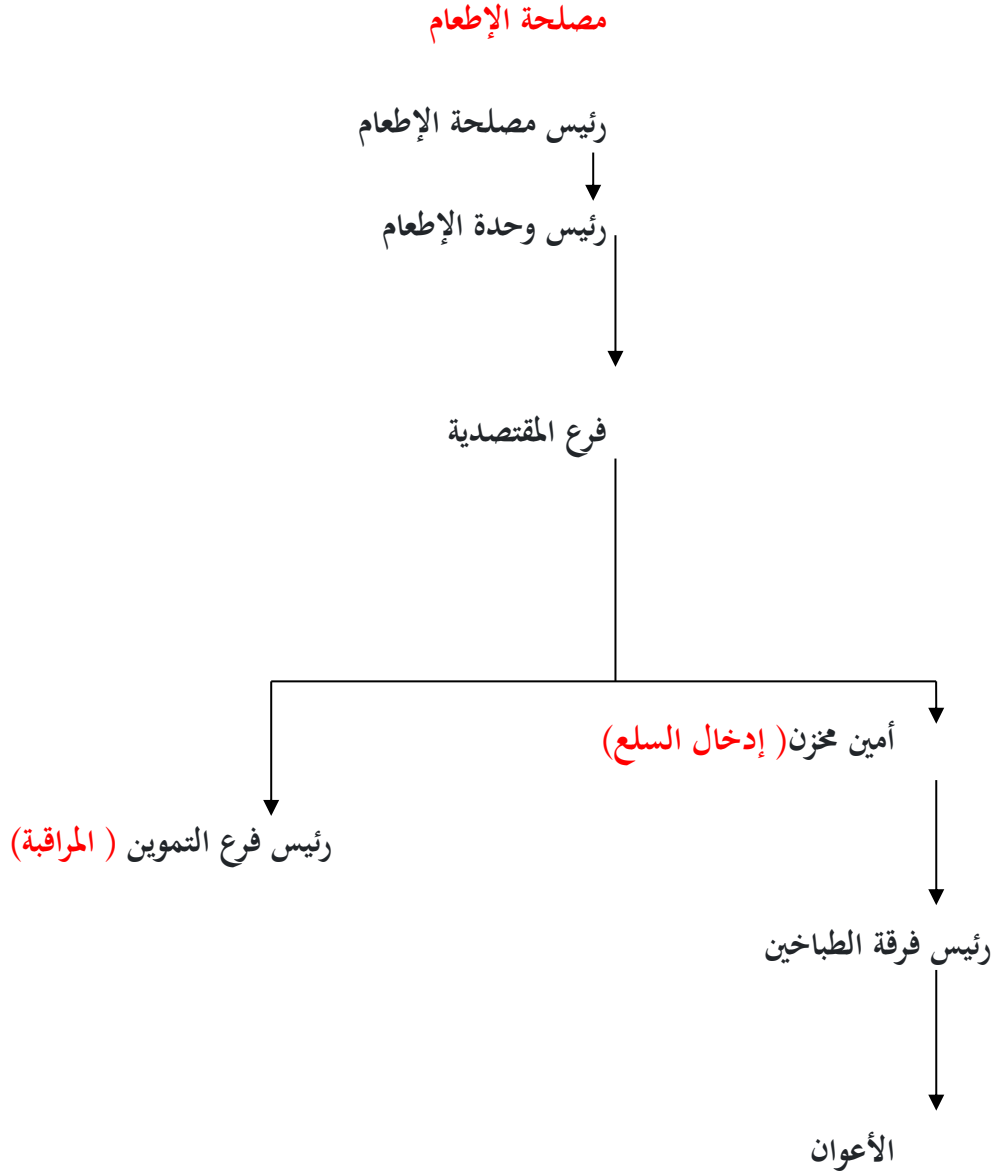 مصلحة الإطعام
رئيس مصلحة الإطعام
رئيس وحدة الإطعام
فرع المقتصدية
أمين مخزن( إدخال السلع)
رئيس فرع التموين ( المراقبة)
رئيس فرقة الطباخين
الأعوان